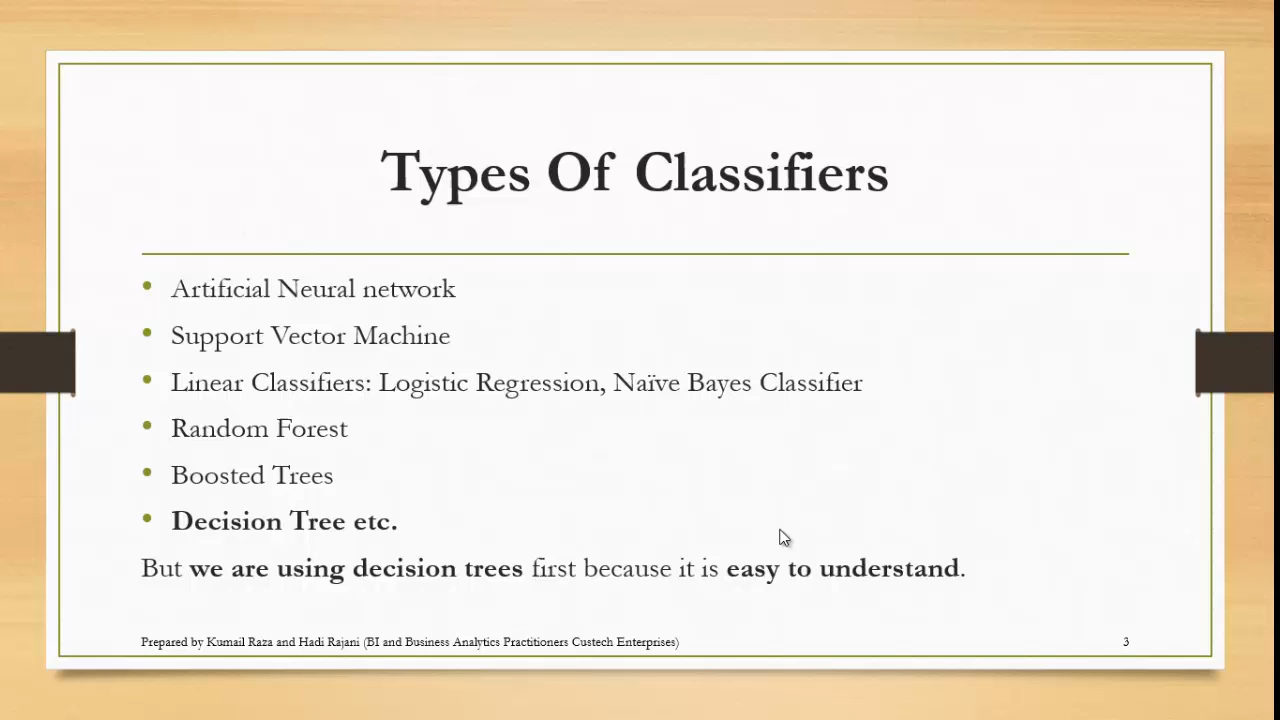 Types Of Classifiers
• Artificial Neural network
• Support Vector Machine
• Linear Classifiers: Logistic Regression, Naïve Bayes Classifier
• Random Forest
• Boosted Trees
• Decision Tree etc.
But we are using decision trees first because it is easy to understand.
Prepared by Kumail Raza and Hadi Rajani (BI and Business Analytics Practitioners Custech Enterprises) 3